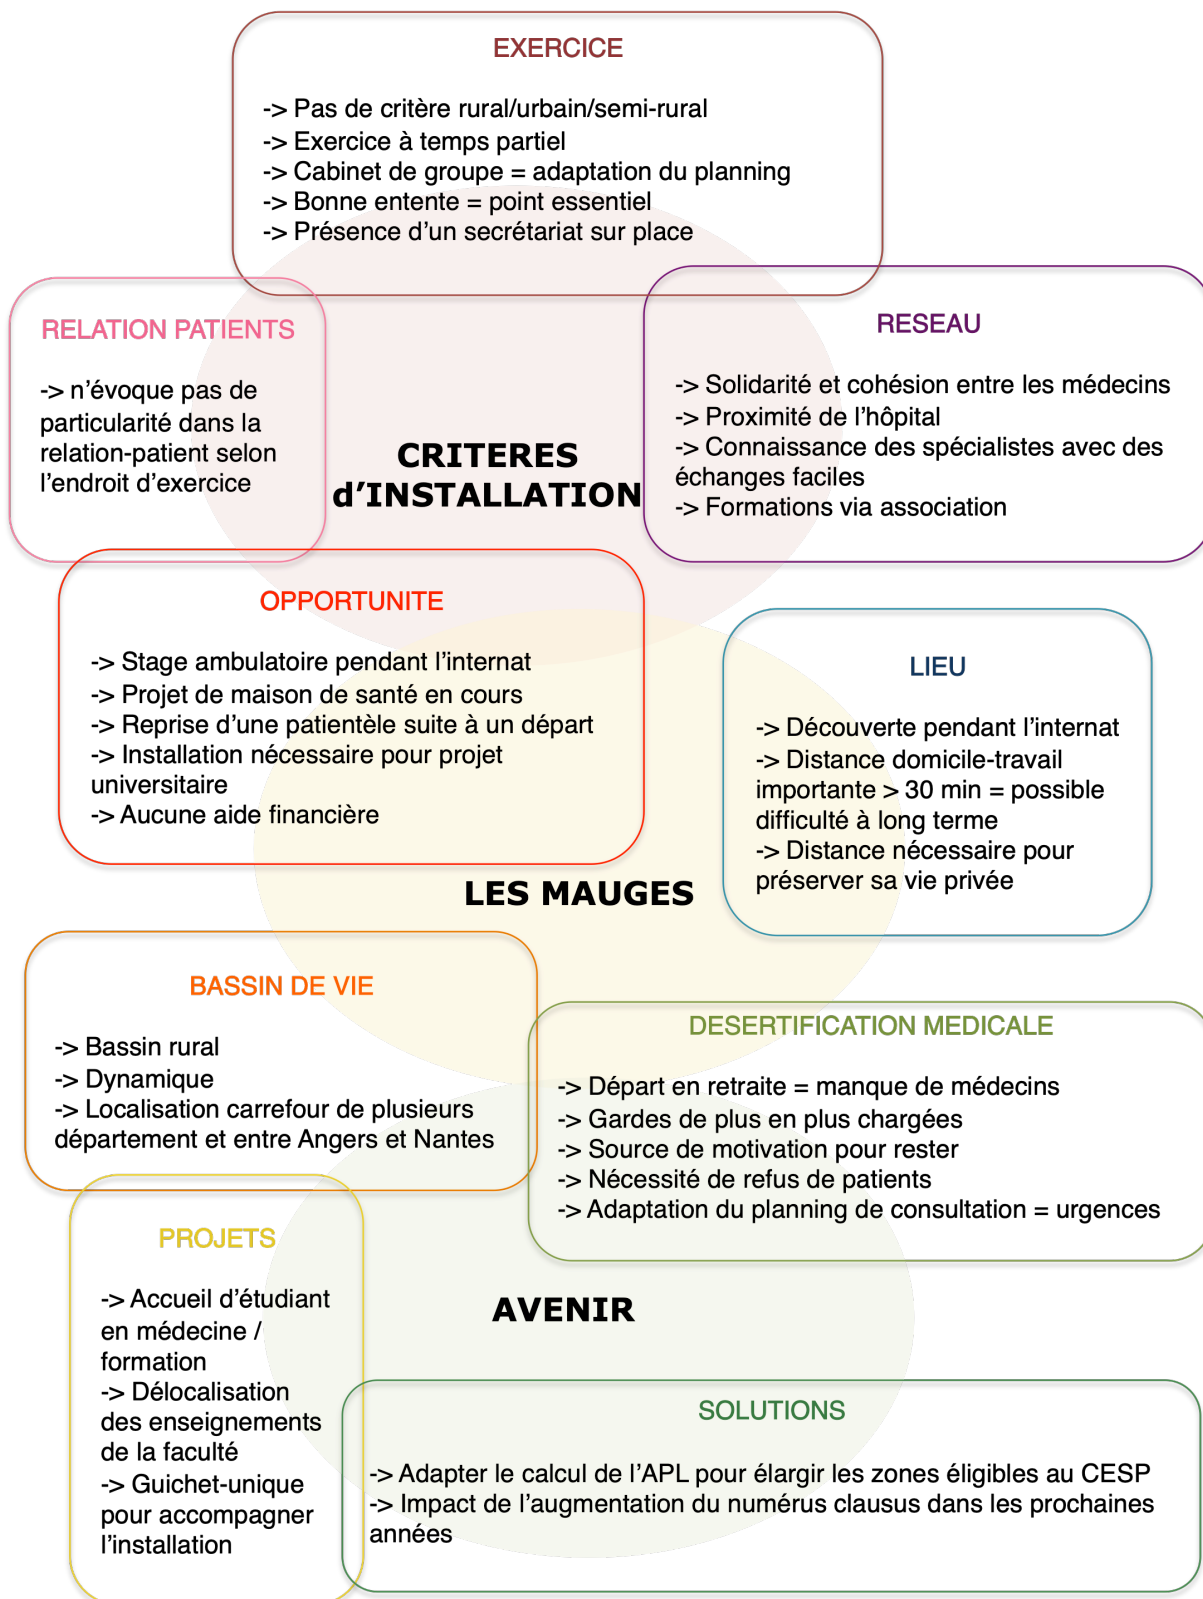 EXERCICE
-> Pas de critère rural/urbain/semi-rural
-> Exercice à temps partiel
-> Cabinet de groupe = adaptation du planning
-> Bonne entente = point essentiel
-> Présence d'un secrétariat sur place
RELATION PATIENTS
-> n'évoque pas de
particularité dans la
relation-patient selon
l'endroit d'exercice
CRITERES
d'INSTALLATION
RESEAU
-> Solidarité et cohésion entre les médecins
-> Proximité de l'hôpital
-> Connaissance des spécialistes avec des
échanges faciles
-> Formations via association
OPPORTUNITE
-> Stage ambulatoire pendant l'internat
-> Projet de maison de santé en cours
-> Reprise d'une patientèle suite à un départ
-> Installation nécessaire pour projet
universitaire
-> Aucune aide financière
LIEU
-> Découverte pendant l'internat
-> Distance domicile-travail
importante > 30 min = possible
difficulté à long terme
-> Distance nécessaire pour
préserver sa vie privée
LES MAUGES
BASSIN DE VIE
-> Bassin rural
-> Dynamique
-> Localisation carrefour de plusieurs
département et entre Angers et Nantes
DESERTIFICATION MEDICALE
-> Départ en retraite = manque de médecins
-> Gardes de plus en plus chargées
-> Source de motivation pour rester
-> Nécessité de refus de patients
-> Adaptation du planning de consultation = urgences
PROJETS
-> Accueil d'étudiant
en médecine /
formation
-> Délocalisation
des enseignements
de la faculté
-> Guichet-unique
pour accompagner
l'installation
AVENIR
SOLUTIONS
-> Adapter le calcul de l'APL pour élargir les zones éligibles au CESP
-> Impact de l'augmentation du numérus clausus dans les prochaines
années